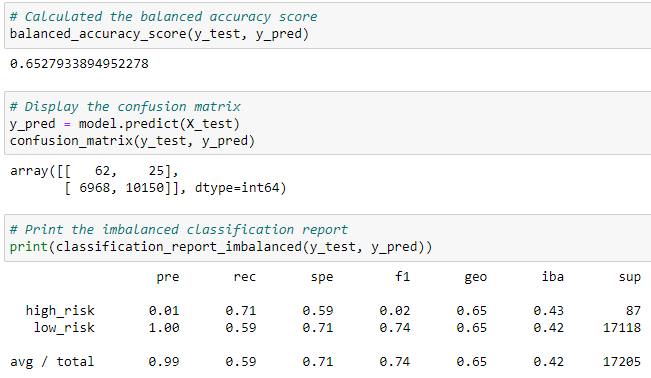 # Calculated the balanced accuracy score
balanced_accuracy_score(y_test, y_pred)
0.6527933894952278
# Display the confusion matrix
y_pred = model.predict(X_test)
confusion_matrix(y_test, y_pred)
array([[   62,    25],
       [ 6968, 10150]], dtype=int64)
# Print the imbalanced classification report
print(classification_report_imbalanced(y_test, y_pred))
                   pre       rec       spe        f1       geo       iba       sup
  high_risk       0.01      0.71      0.59      0.02      0.65      0.43        87
   low_risk       1.00      0.59      0.71      0.74      0.65      0.42     17118
avg / total       0.99      0.59      0.71      0.74      0.65      0.42     17205